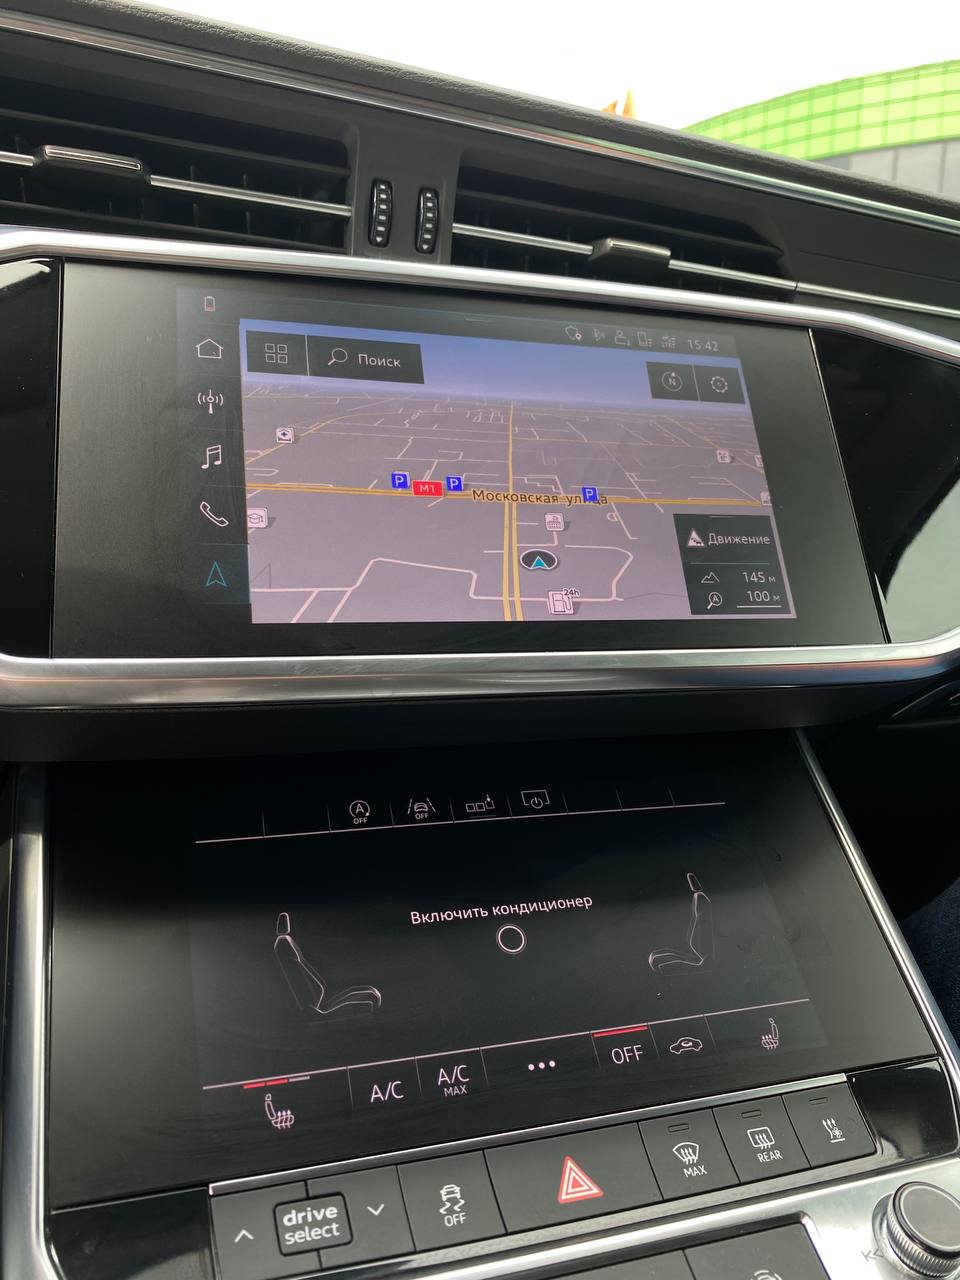 15:42
Поиск
N
P
M1
P
Московская улица
P
24h
Движение
145 м
A 100 м
A
OFF
OFF
Включить кондиционер
A/C
A/C
MAX
OFF
drive
select
OFF
MAX
REAR